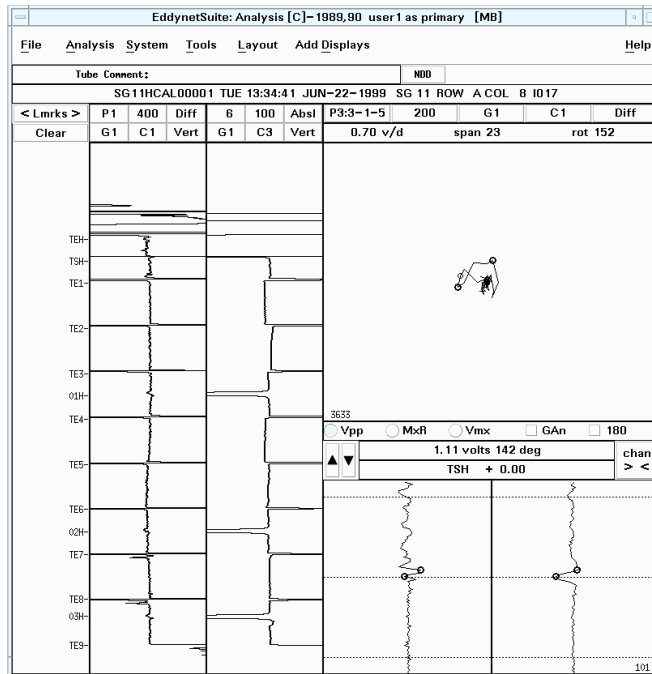 EddynetSuite: Analysis [C]-1989,90 user1 as primary [MB]
File Analysis System Tools Layout Add Displays Help
Tube Comment: NDD
SG11HCAL00001 TUE 13:34:41 JUN-22-1999 SG 11 ROW A COL 8 I017
< Lmrks > P1 400 Diff 6 100 Absl P3:3-1-5 200 G1 C1 Diff
Clear G1 C1 Vert G1 C3 Vert 0.70 v/d span 23 rot 152
TEH
TSH
TE1
TE2
TE3
01H
TE4
3633
Vpp MxR Vmx GAn 180
1.11 volts 142 deg chan
TSH + 0.00 > <
TE5
TE6
02H
TE7
TE8
03H
TE9
101